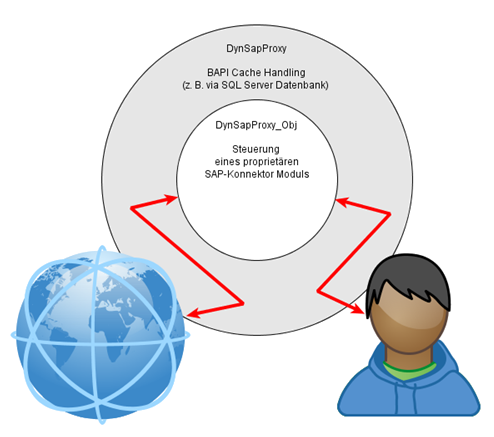 DynSapProxy
BAPI Cache Handling
(z. B. via SQL Server Datenbank)
DynSapProxy_Obj
Steuerung
eines proprietären
SAP-Konnektor Moduls